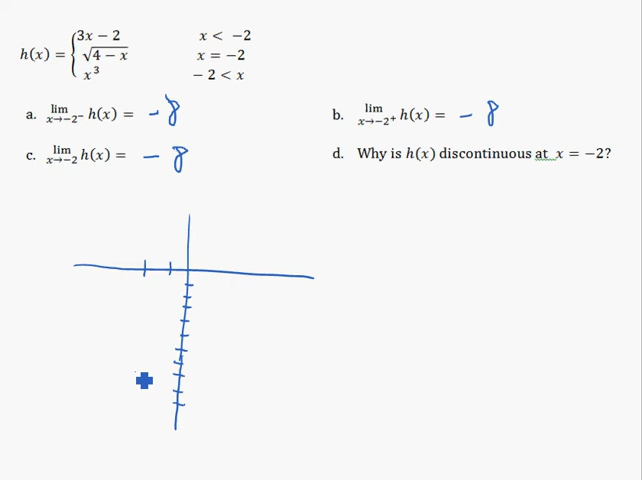 h(x) = { 3x − 2    x < −2
√(4 − x)    x = −2
x³    −2 < x
a. lim x→−2⁻ h(x) = −8    b. lim x→−2⁺ h(x) = −8
c. lim x→−2 h(x) = −8    d. Why is h(x) discontinuous at x = −2?